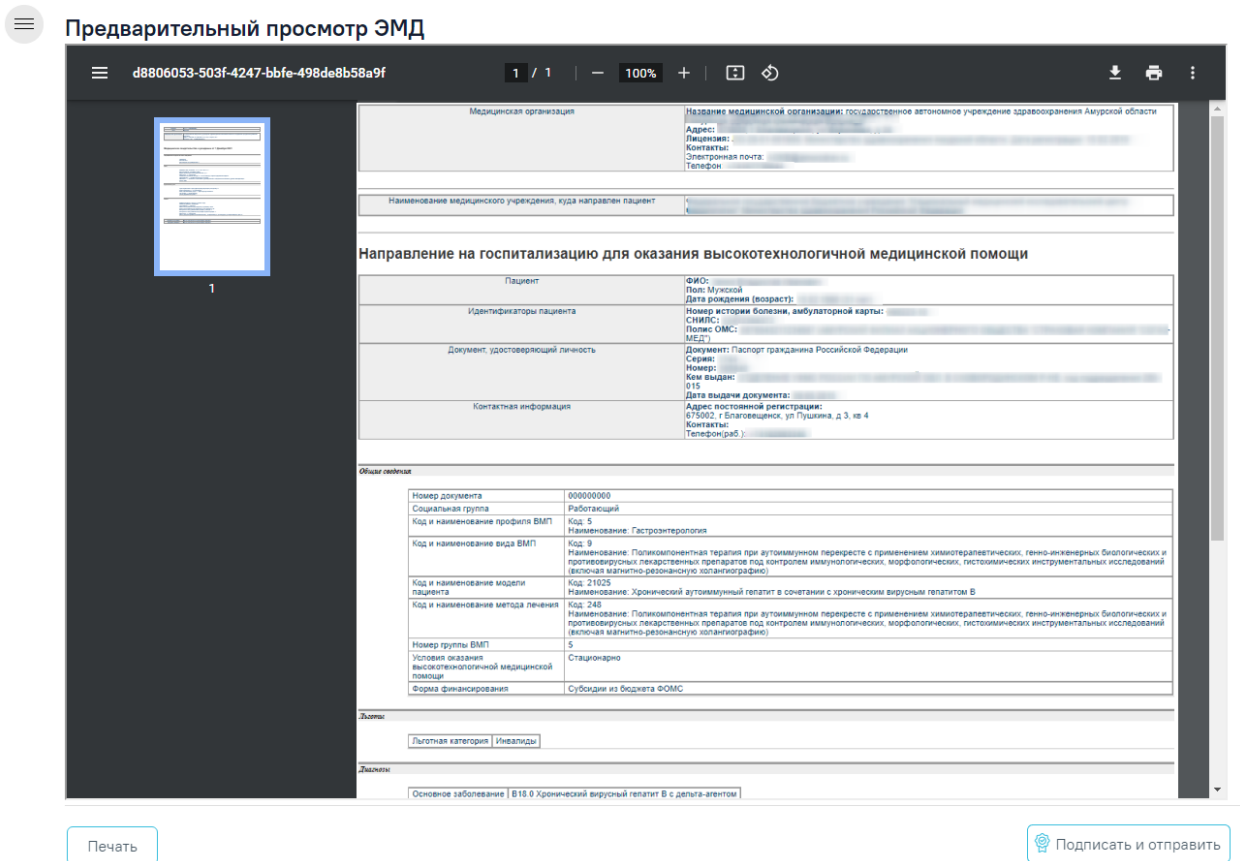 Предварительный просмотр ЭМД
d8806053-503f-4247-bbfe-498de8b58a9f
1 / 1
100%
1
Медицинская организация
Название медицинской организации: государственное автономное учреждение здравоохранения Амурской области
Адрес:
Лицензия:
Контакты:
Электронная почта:
Телефон
Наименование медицинского учреждения, куда направлен пациент
Направление на госпитализацию для оказания высокотехнологичной медицинской помощи
Пациент
ФИО:
Пол: Мужской
Дата рождения (возраст):
Идентификаторы пациента
Номер истории болезни, амбулаторной карты:
СНИЛС:
Полис ОМС:
МЕД")
Документ, удостоверяющий личность
Документ: Паспорт гражданина Российской Федерации
Серия:
Номер:
Кем выдан:
015
Дата выдачи документа:
Контактная информация
Адрес постоянной регистрации:
675002, г Благовещенск, ул Пушкина, д 3, кв 4
Контакты:
Телефон(раб.):
Общие сведения
Номер документа 000000000
Социальная группа Работающий
Код и наименование профиля ВМП Код: 5
Наименование: Гастроэнтерология
Код и наименование вида ВМП Код: 9
Наименование: Поликомпонентная терапия при аутоиммунном перекресте с применением химиотерапевтических, генно-инженерных биологических и
противовирусных лекарственных препаратов под контролем иммунологических, морфологических, гистохимических инструментальных исследований
(включая магнитно-резонансную холангиографию)
Код и наименование модели Код: 21025
пациента Наименование: Хронический аутоиммунный гепатит в сочетании с хроническим вирусным гепатитом В
Код и наименование метода лечения Код: 248
Наименование: Поликомпонентная терапия при аутоиммунном перекресте с применением химиотерапевтических, генно-инженерных биологических и
противовирусных лекарственных препаратов под контролем иммунологических, морфологических, гистохимических инструментальных исследований
(включая магнитно-резонансную холангиографию)
Номер группы ВМП 5
Условия оказания Стационарно
высокотехнологичной медицинской
помощи
Форма финансирования Субсидии из бюджета ФОМС
Льготы
Льготная категория Инвалиды
Диагнозы
Основное заболевание B18.0 Хронический вирусный гепатит B с дельта-агентом
Печать
Подписать и отправить